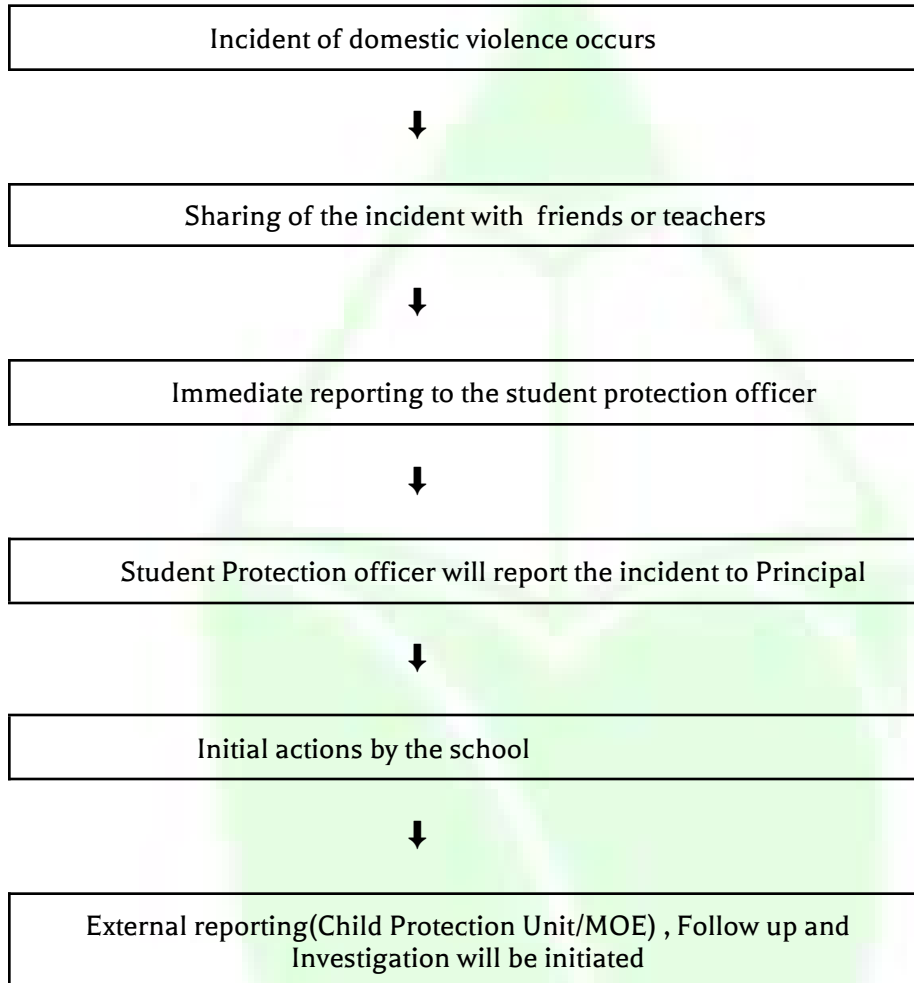 Incident of domestic violence occurs
Sharing of the incident with friends or teachers
Immediate reporting to the student protection officer
Student Protection officer will report the incident to Principal
Initial actions by the school
External reporting(Child Protection Unit/MOE) , Follow up and
Investigation will be initiated